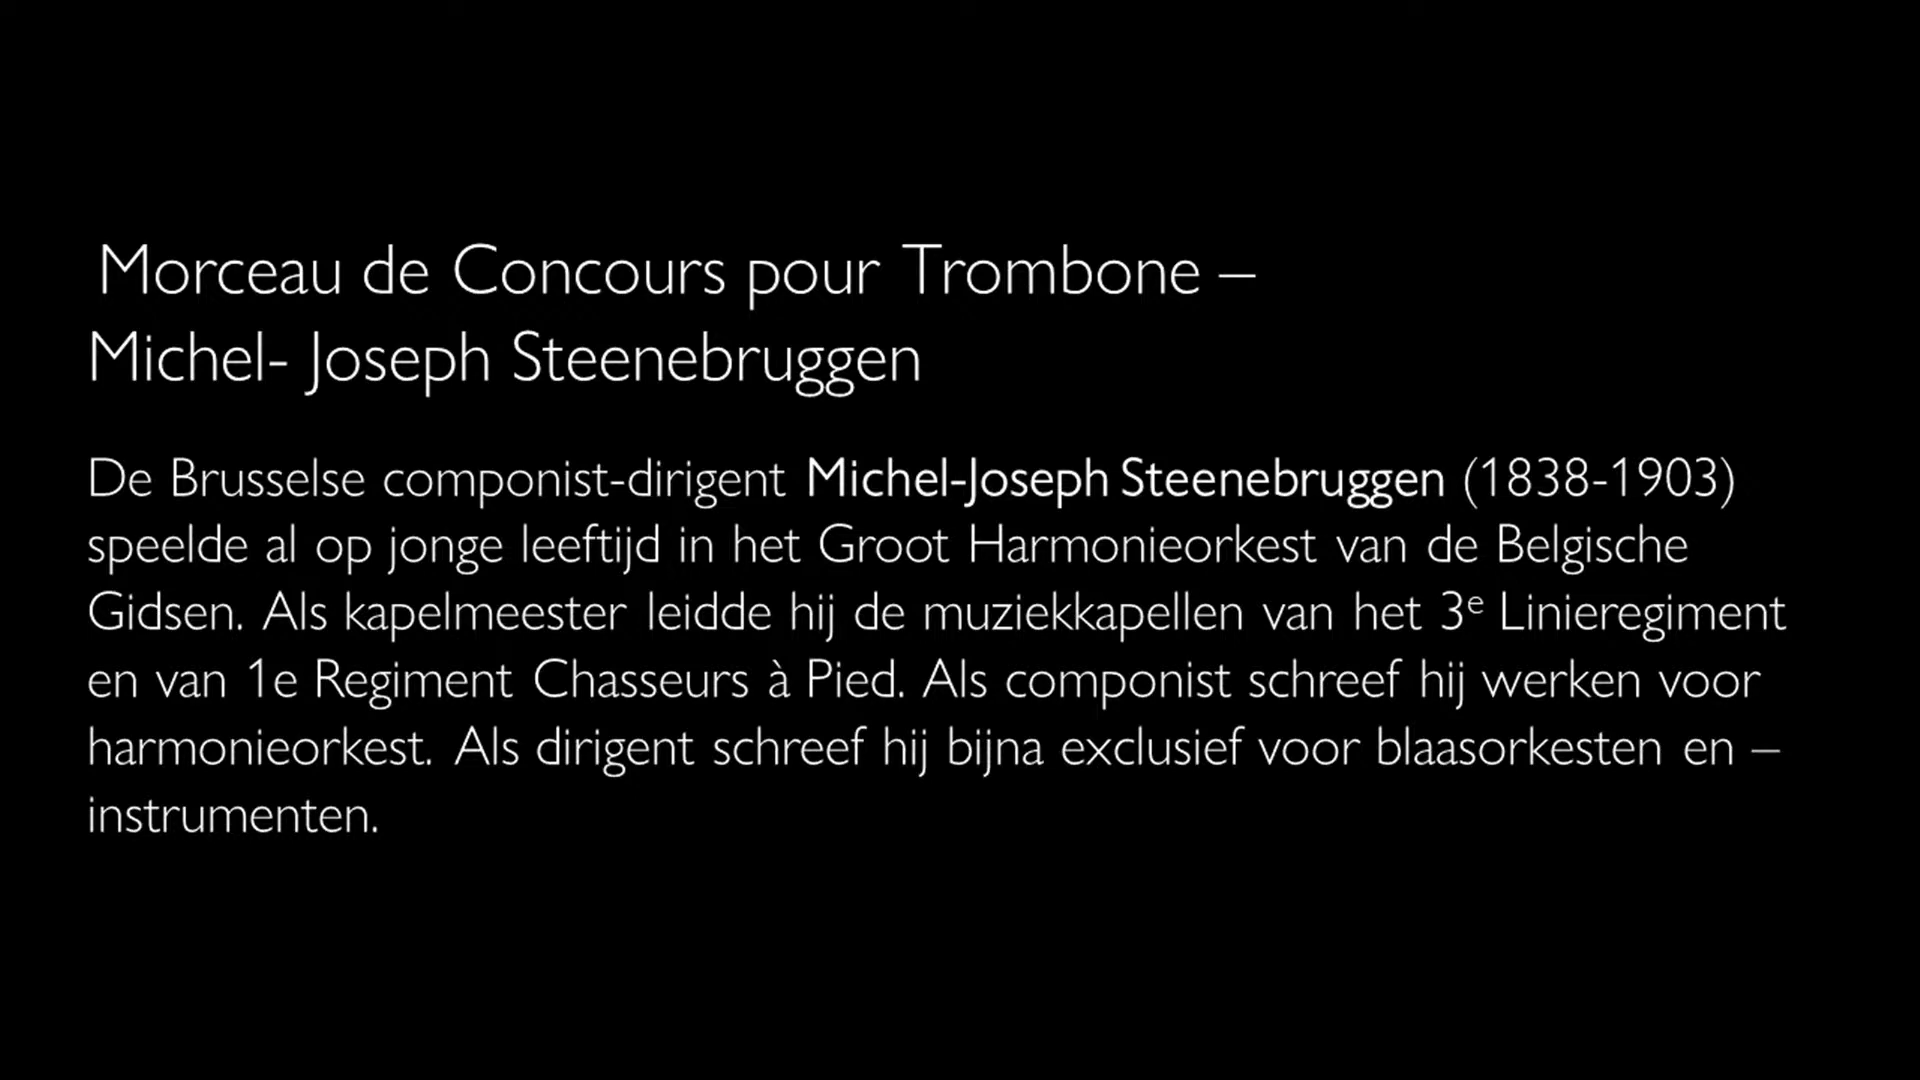 Morceau de Concours pour Trombone –
Michel- Joseph Steenebruggen
De Brusselse componist-dirigent Michel-Joseph Steenebruggen (1838-1903)
speelde al op jonge leeftijd in het Groot Harmonieorkest van de Belgische
Gidsen. Als kapelmeester leidde hij de muziekkapellen van het 3ᵉ Linieregiment
en van 1e Regiment Chasseurs à Pied. Als componist schreef hij werken voor
harmonieorkest. Als dirigent schreef hij bijna exclusief voor blaasorkesten en –
instrumenten.